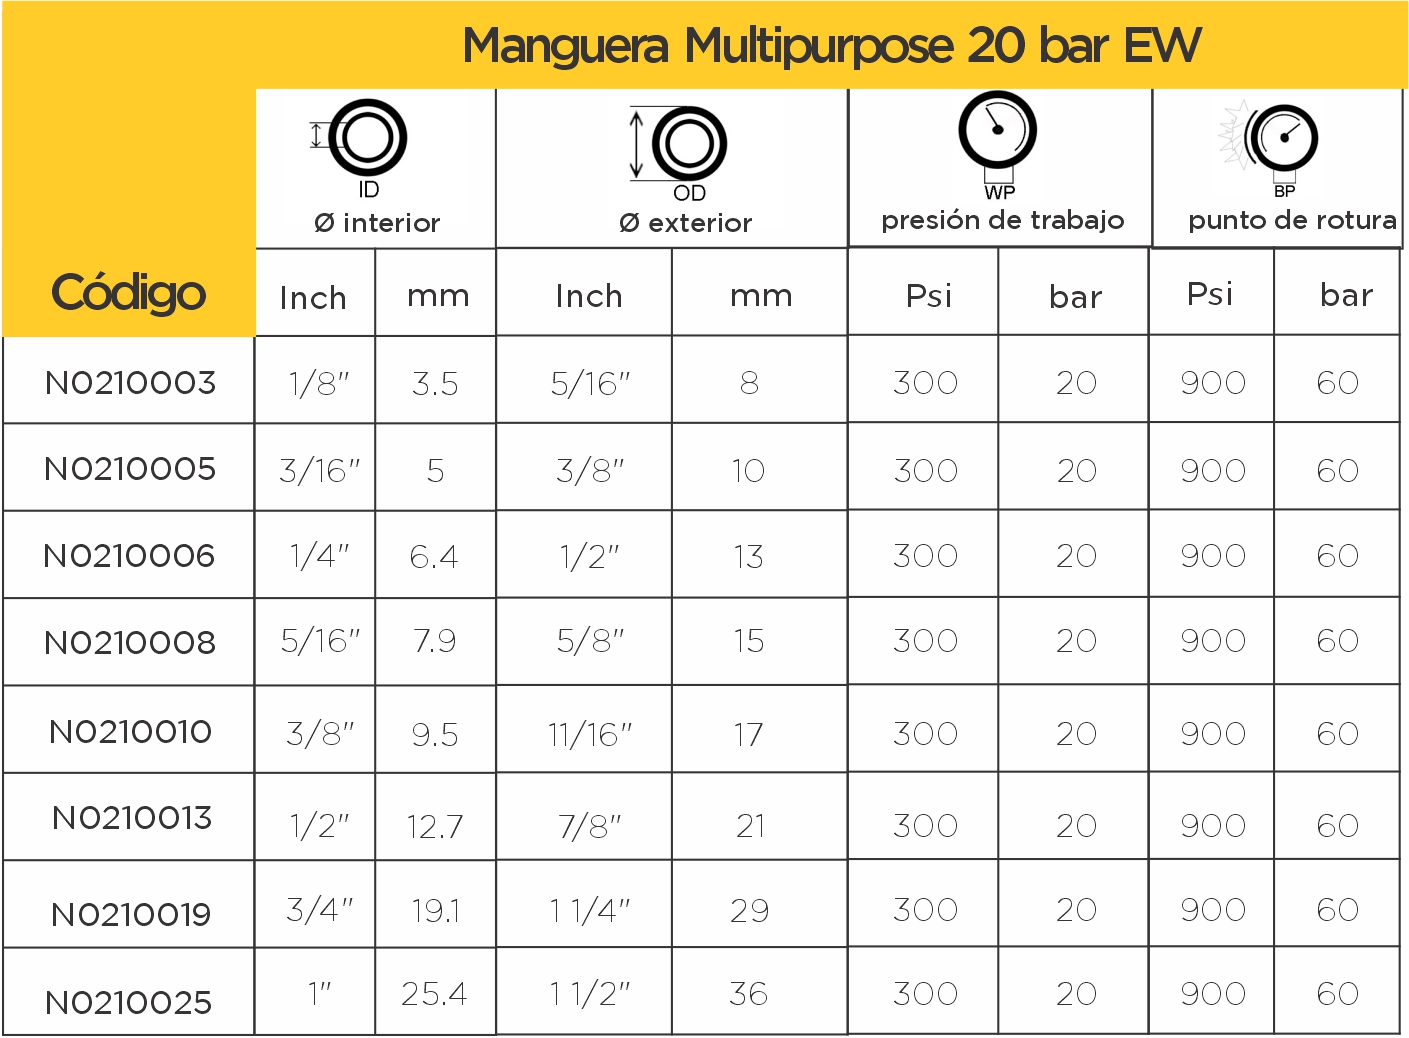 Manguera Multipurpose 20 bar EW
ID OD WP BP
Ø interior Ø exterior presión de trabajo punto de rotura
Código Inch mm Inch mm Psi bar Psi bar
N0210003 1/8" 3.5 5/16" 8 300 20 900 60
N0210005 3/16" 5 3/8" 10 300 20 900 60
N0210006 1/4" 6.4 1/2" 13 300 20 900 60
N0210008 5/16" 7.9 5/8" 15 300 20 900 60
N0210010 3/8" 9.5 11/16" 17 300 20 900 60
N0210013 1/2" 12.7 7/8" 21 300 20 900 60
N0210019 3/4" 19.1 1 1/4" 29 300 20 900 60
N0210025 1" 25.4 1 1/2" 36 300 20 900 60